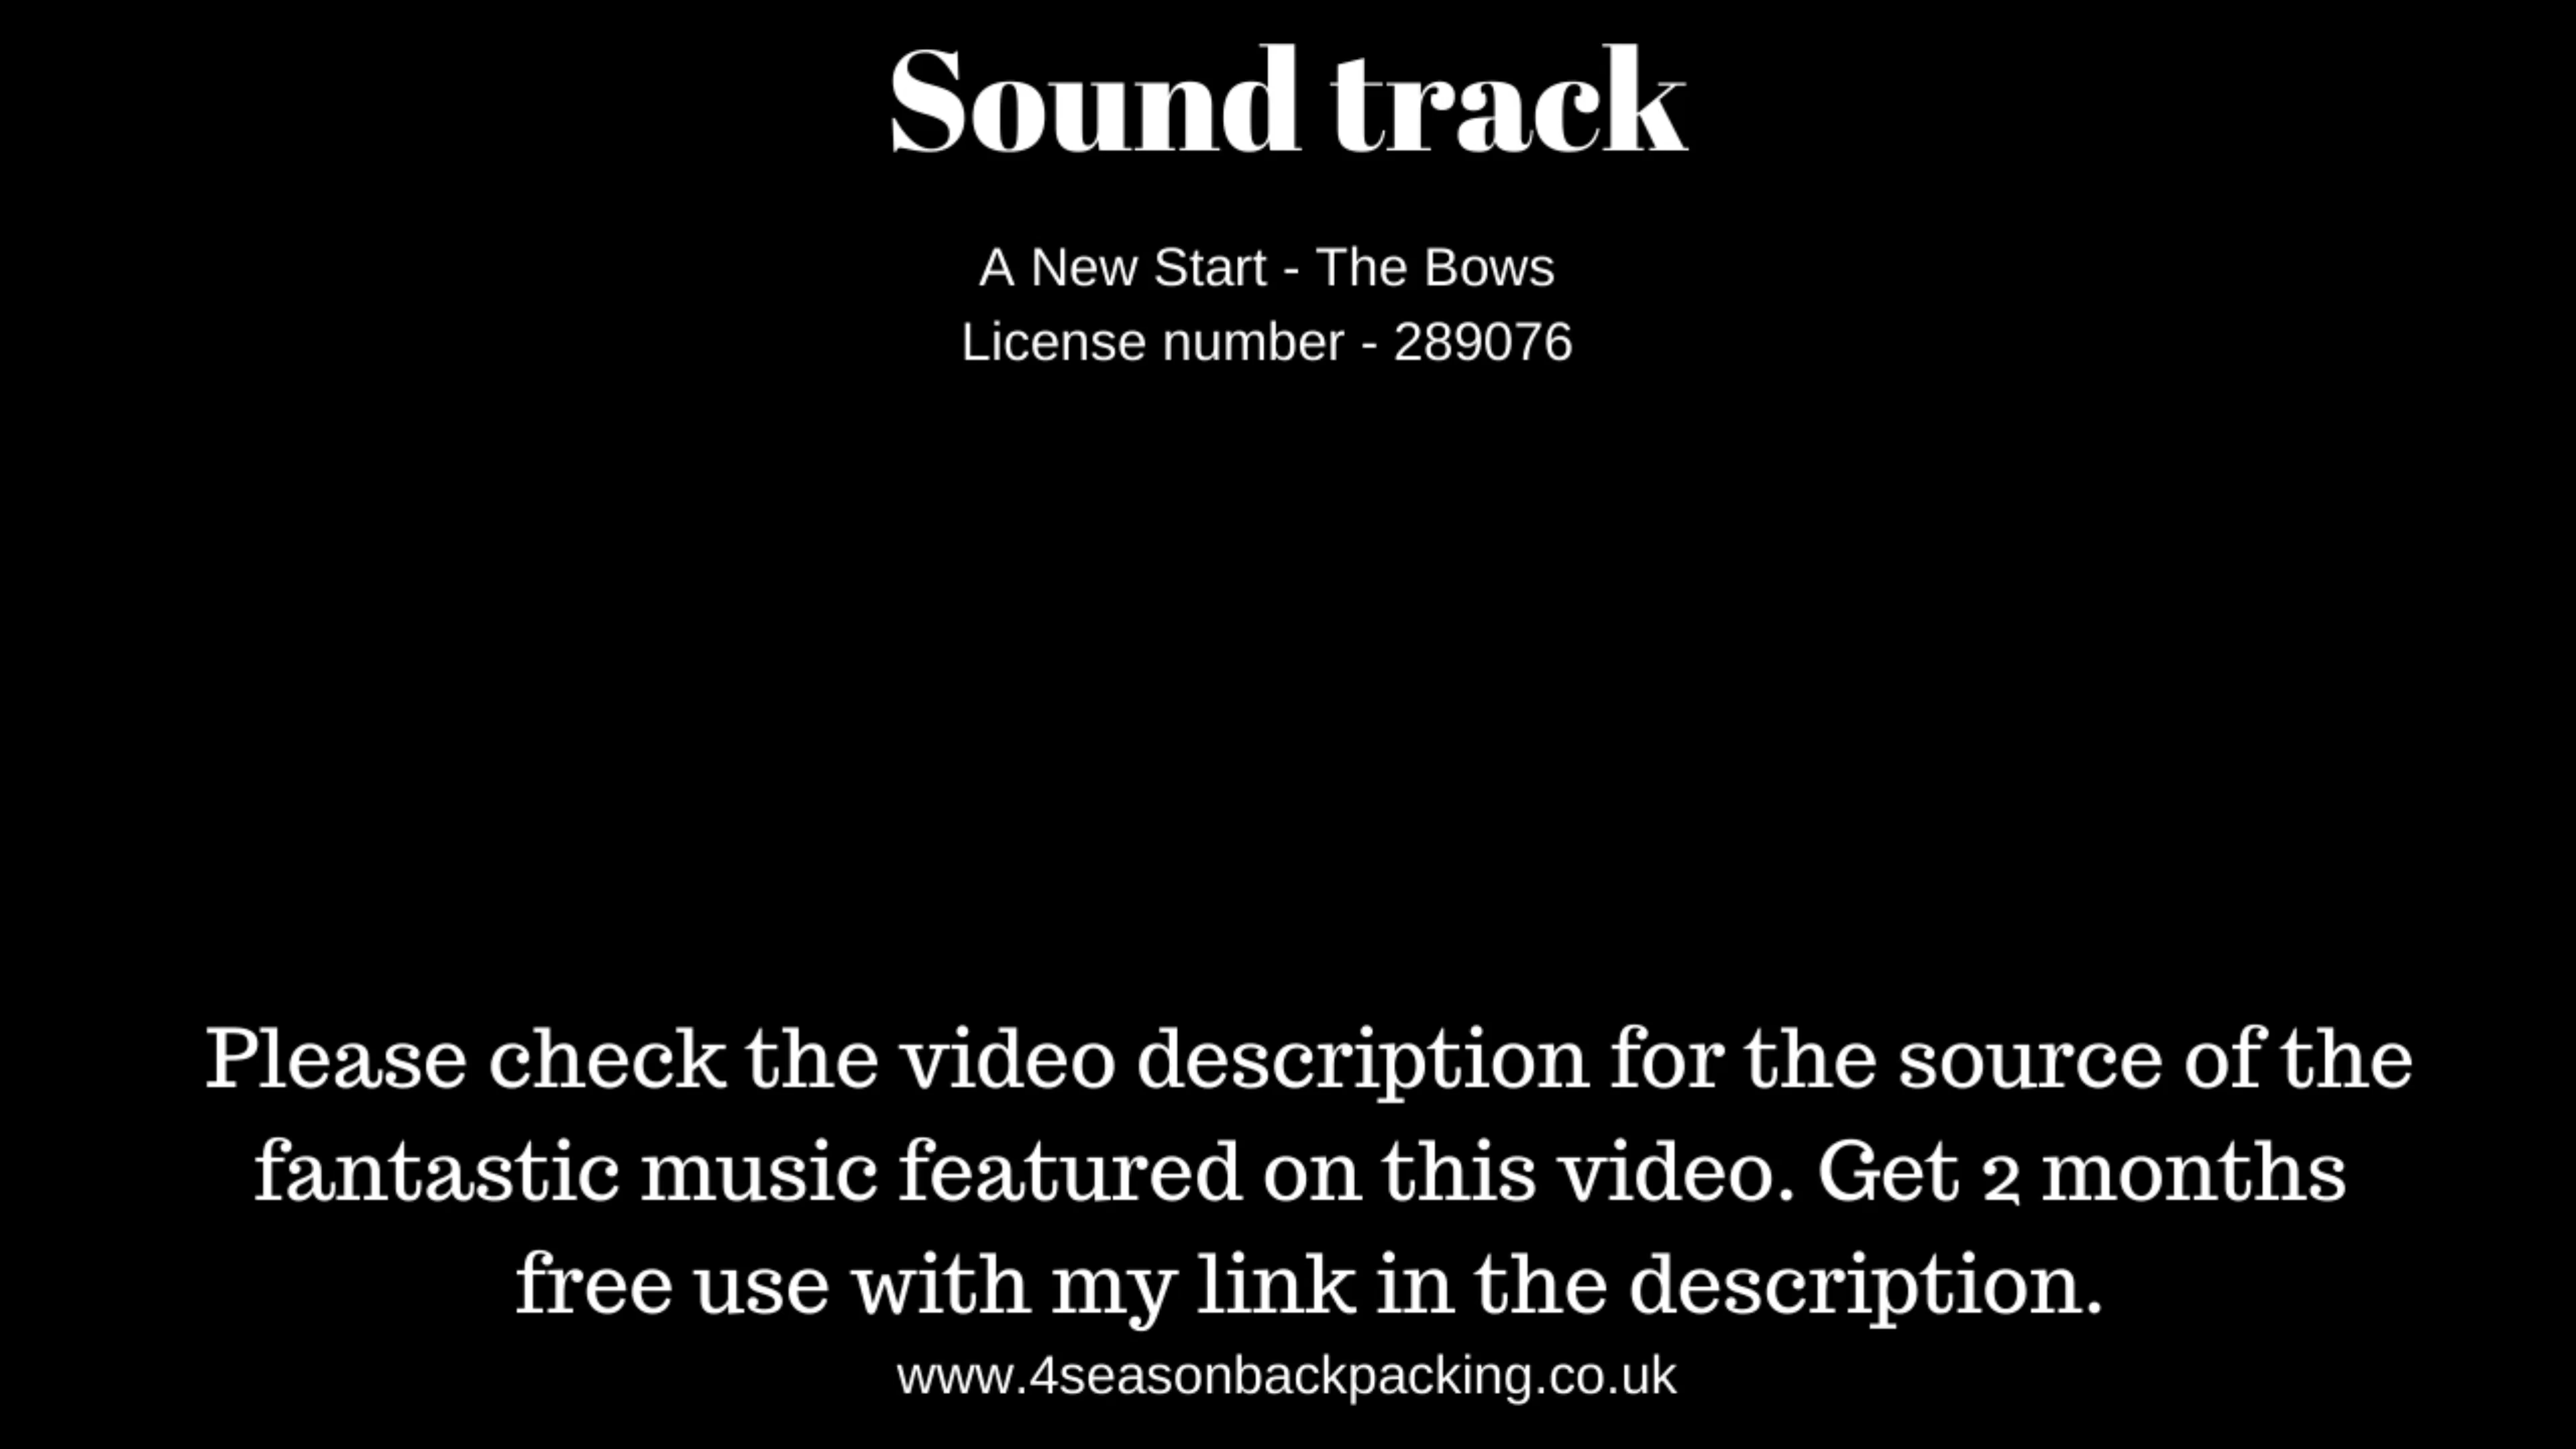 Sound track
A New Start - The Bows
License number - 289076
Please check the video description for the source of the
fantastic music featured on this video. Get 2 months
free use with my link in the description.
www.4seasonbackpacking.co.uk